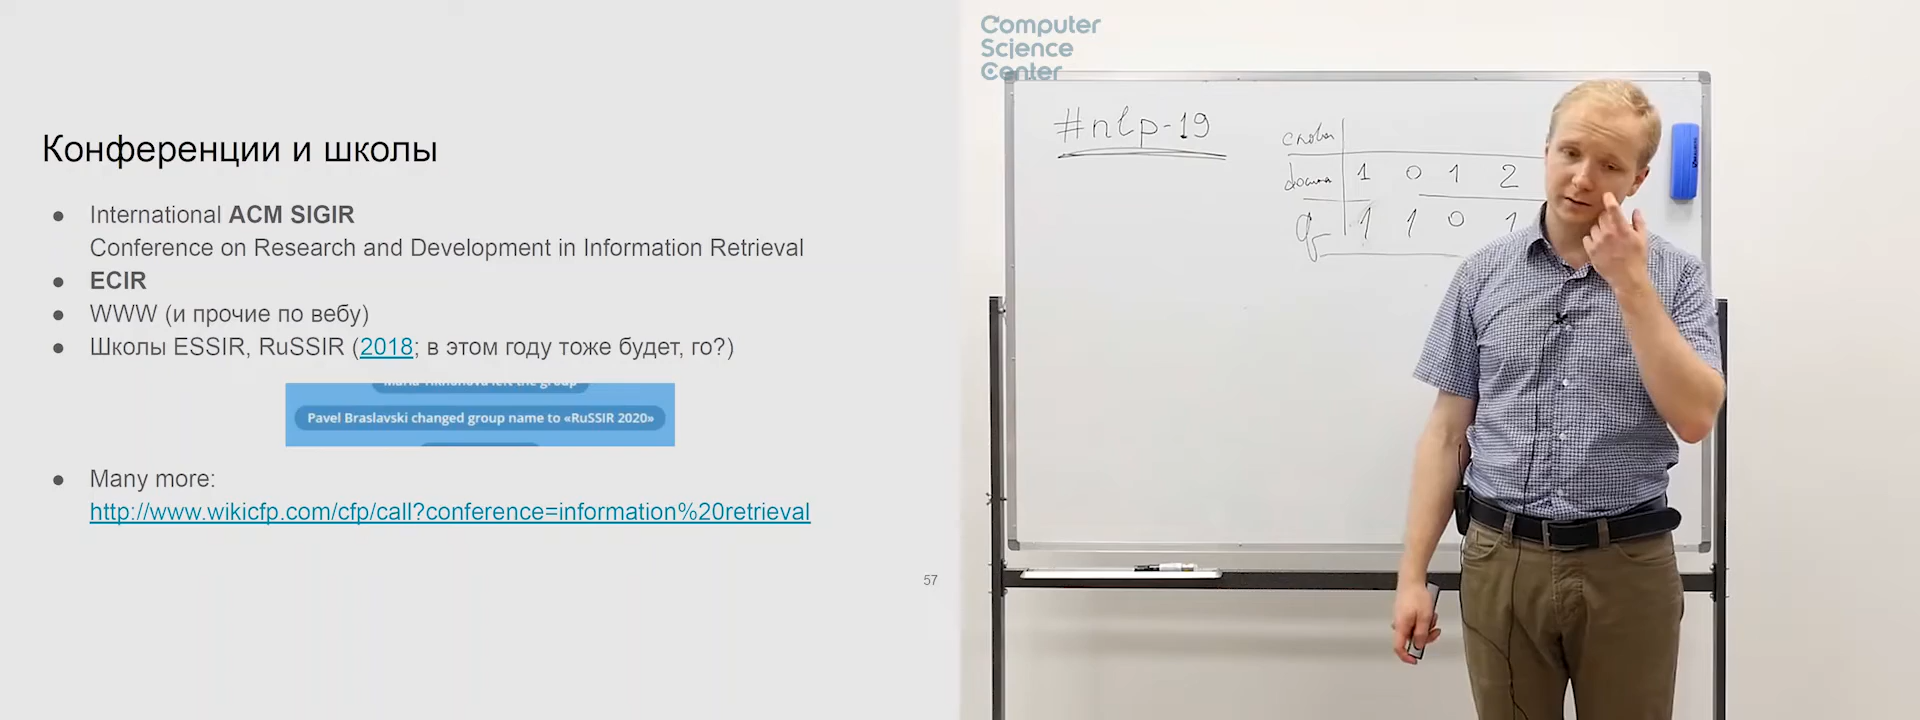 Конференции и школы
● International ACM SIGIR
Conference on Research and Development in Information Retrieval
● ECIR
● WWW (и прочие по вебу)
● Школы ESSIR, RuSSIR (2018; в этом году тоже будет, го?)
left the group
Pavel Braslavski changed group name to «RuSSIR 2020»
● Many more:
http://www.wikicfp.com/cfp/call?conference=information%20retrieval
57
Computer
Science
Center
#nlp-19
слова
1 0 1 2
q 1 1 0 1